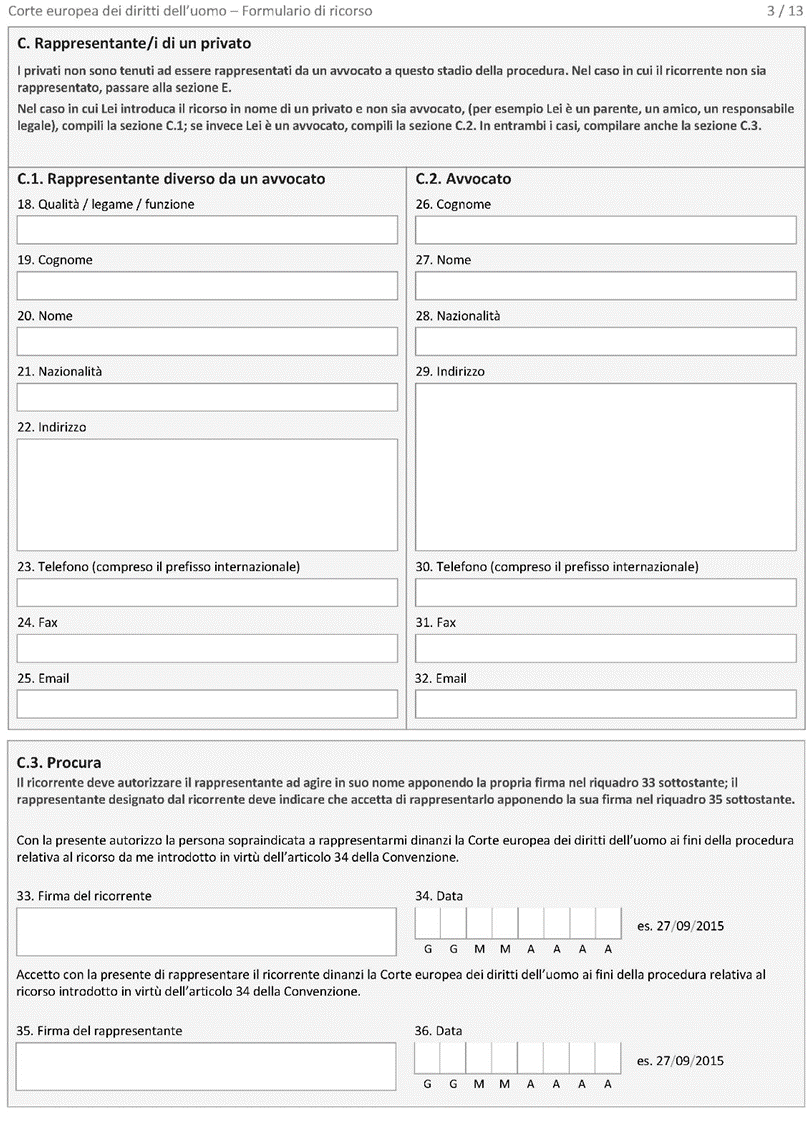 Corte europea dei diritti dell'uomo – Formulario di ricorso 3 / 13
C. Rappresentante/i di un privato
I privati non sono tenuti ad essere rappresentati da un avvocato a questo stadio della procedura. Nel caso in cui il ricorrente non sia
rappresentato, passare alla sezione E.
Nel caso in cui Lei introduca il ricorso in nome di un privato e non sia avvocato, (per esempio Lei è un parente, un amico, un responsabile
legale), compili la sezione C.1; se invece Lei è un avvocato, compili la sezione C.2. In entrambi i casi, compilare anche la sezione C.3.
C.1. Rappresentante diverso da un avvocato
18. Qualità / legame / funzione
19. Cognome
20. Nome
21. Nazionalità
22. Indirizzo
23. Telefono (compreso il prefisso internazionale)
24. Fax
25. Email
C.2. Avvocato
26. Cognome
27. Nome
28. Nazionalità
29. Indirizzo
30. Telefono (compreso il prefisso internazionale)
31. Fax
32. Email
C.3. Procura
Il ricorrente deve autorizzare il rappresentante ad agire in suo nome apponendo la propria firma nel riquadro 33 sottostante; il
rappresentante designato dal ricorrente deve indicare che accetta di rappresentarlo apponendo la sua firma nel riquadro 35 sottostante.
Con la presente autorizzo la persona sopraindicata a rappresentarmi dinanzi la Corte europea dei diritti dell'uomo ai fini della procedura
relativa al ricorso da me introdotto in virtù dell'articolo 34 della Convenzione.
33. Firma del ricorrente
34. Data
es. 27/09/2015
G G M M A A A A
Accetto con la presente di rappresentare il ricorrente dinanzi la Corte europea dei diritti dell'uomo ai fini della procedura relativa al
ricorso introdotto in virtù dell'articolo 34 della Convenzione.
35. Firma del rappresentante
36. Data
es. 27/09/2015
G G M M A A A A